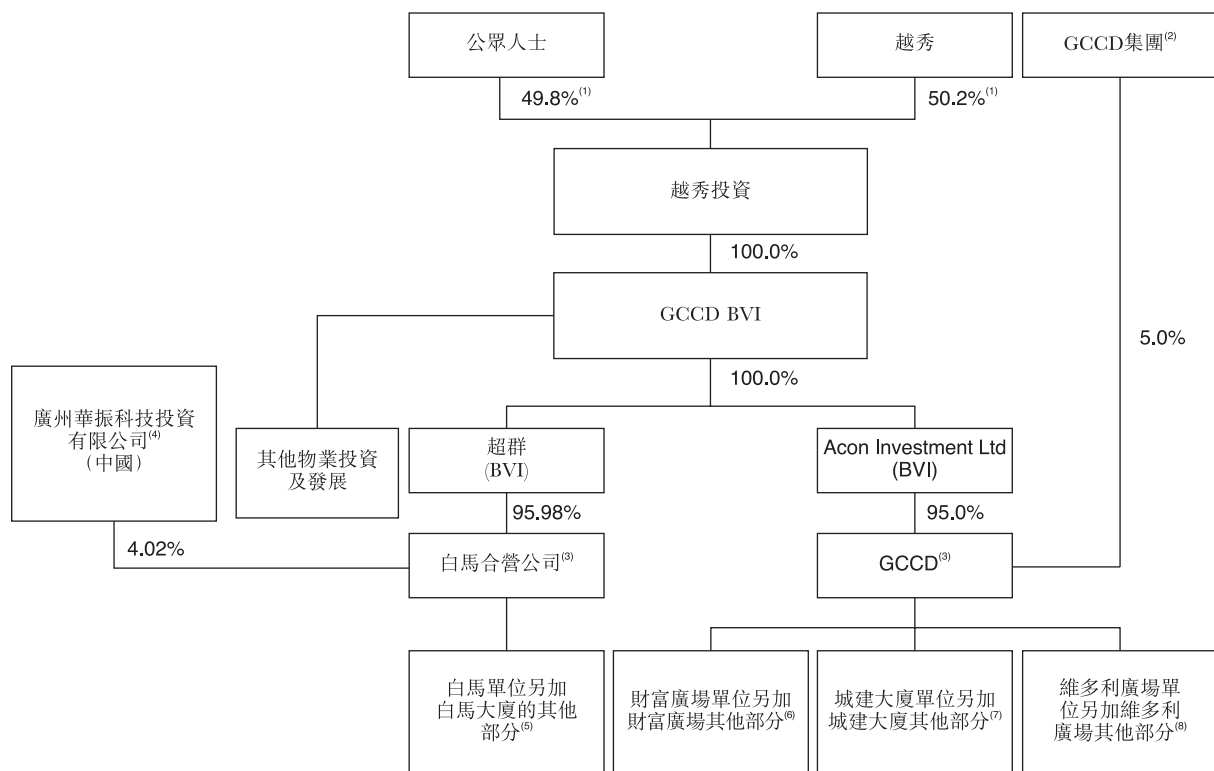 公眾人士
越秀
GCCD集團(2)
49.8%(1)
50.2%(1)
越秀投資
100.0%
GCCD BVI
5.0%
100.0%
廣州華振科技投資
有限公司(4)
（中國）
其他物業投資
及發展
超群
(BVI)
Acon Investment Ltd
(BVI)
95.98%
95.0%
4.02%
白馬合營公司(3)
GCCD(3)
白馬單位另加
白馬大廈的其他
部分(5)
財富廣場單位另加
財富廣場其他部分(6)
城建大廈單位另加
城建大廈其他部分(7)
維多利廣場單
位另加維多利
廣場其他部分(8)